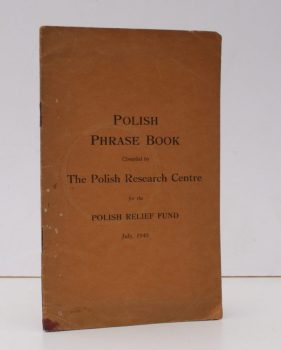 POLISH
PHRASE BOOK
Compiled by
The Polish Research Centre
for the
POLISH RELIEF FUND
July, 1940